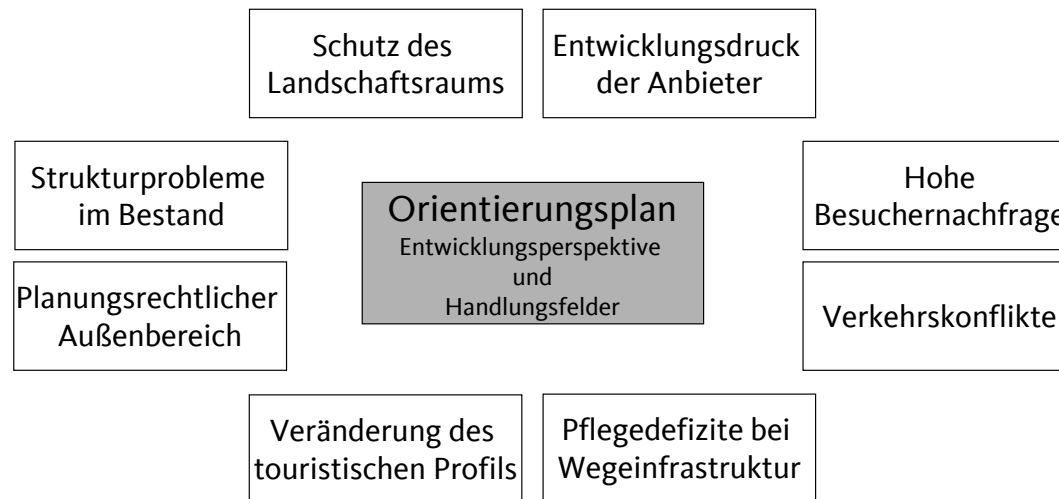 Schutz des
Landschaftsraums
Entwicklungsdruck
der Anbieter
Strukturprobleme
im Bestand
Orientierungsplan
Entwicklungsperspektive
und
Handlungsfelder
Hohe
Besuchernachfrage
Planungsrechtlicher
Außenbereich
Verkehrskonflikte
Veränderung des
touristischen Profils
Pflegedefizite bei
Wegeinfrastruktur